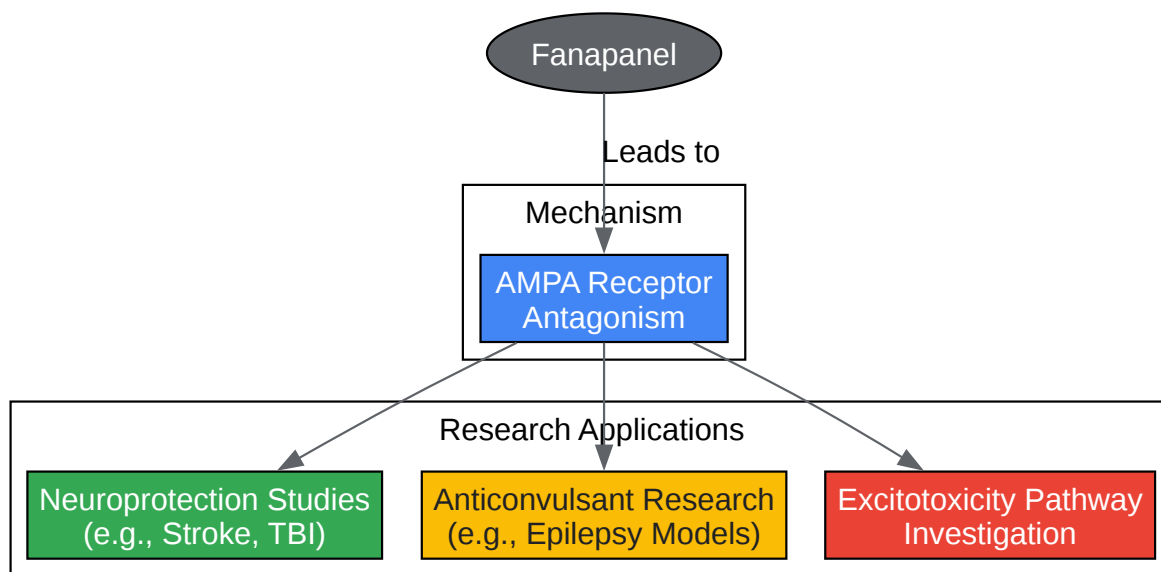 Fanapanel
Leads to
Mechanism
AMPA Receptor
Antagonism
Research Applications
Neuroprotection Studies
(e.g., Stroke, TBI)
Anticonvulsant Research
(e.g., Epilepsy Models)
Excitotoxicity Pathway
Investigation